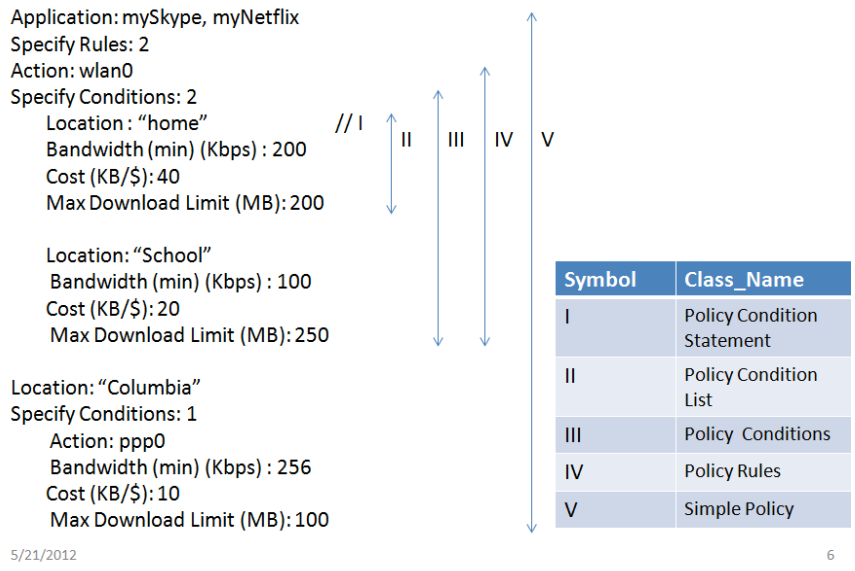 Application: mySkype, myNetflix
Specify Rules: 2
Action: wlan0
Specify Conditions: 2
Location : “home” // I
Bandwidth (min) (Kbps) : 200
Cost (KB/$): 40
Max Download Limit (MB): 200
II III IV V
Location: “School”
Bandwidth (min) (Kbps) : 100
Cost (KB/$): 20
Max Download Limit (MB): 250
Location: “Columbia”
Specify Conditions: 1
Action: ppp0
Bandwidth (min) (Kbps) : 256
Cost (KB/$): 10
Max Download Limit (MB): 100
Symbol Class_Name
I Policy Condition
Statement
II Policy Condition
List
III Policy Conditions
IV Policy Rules
V Simple Policy
5/21/2012 6